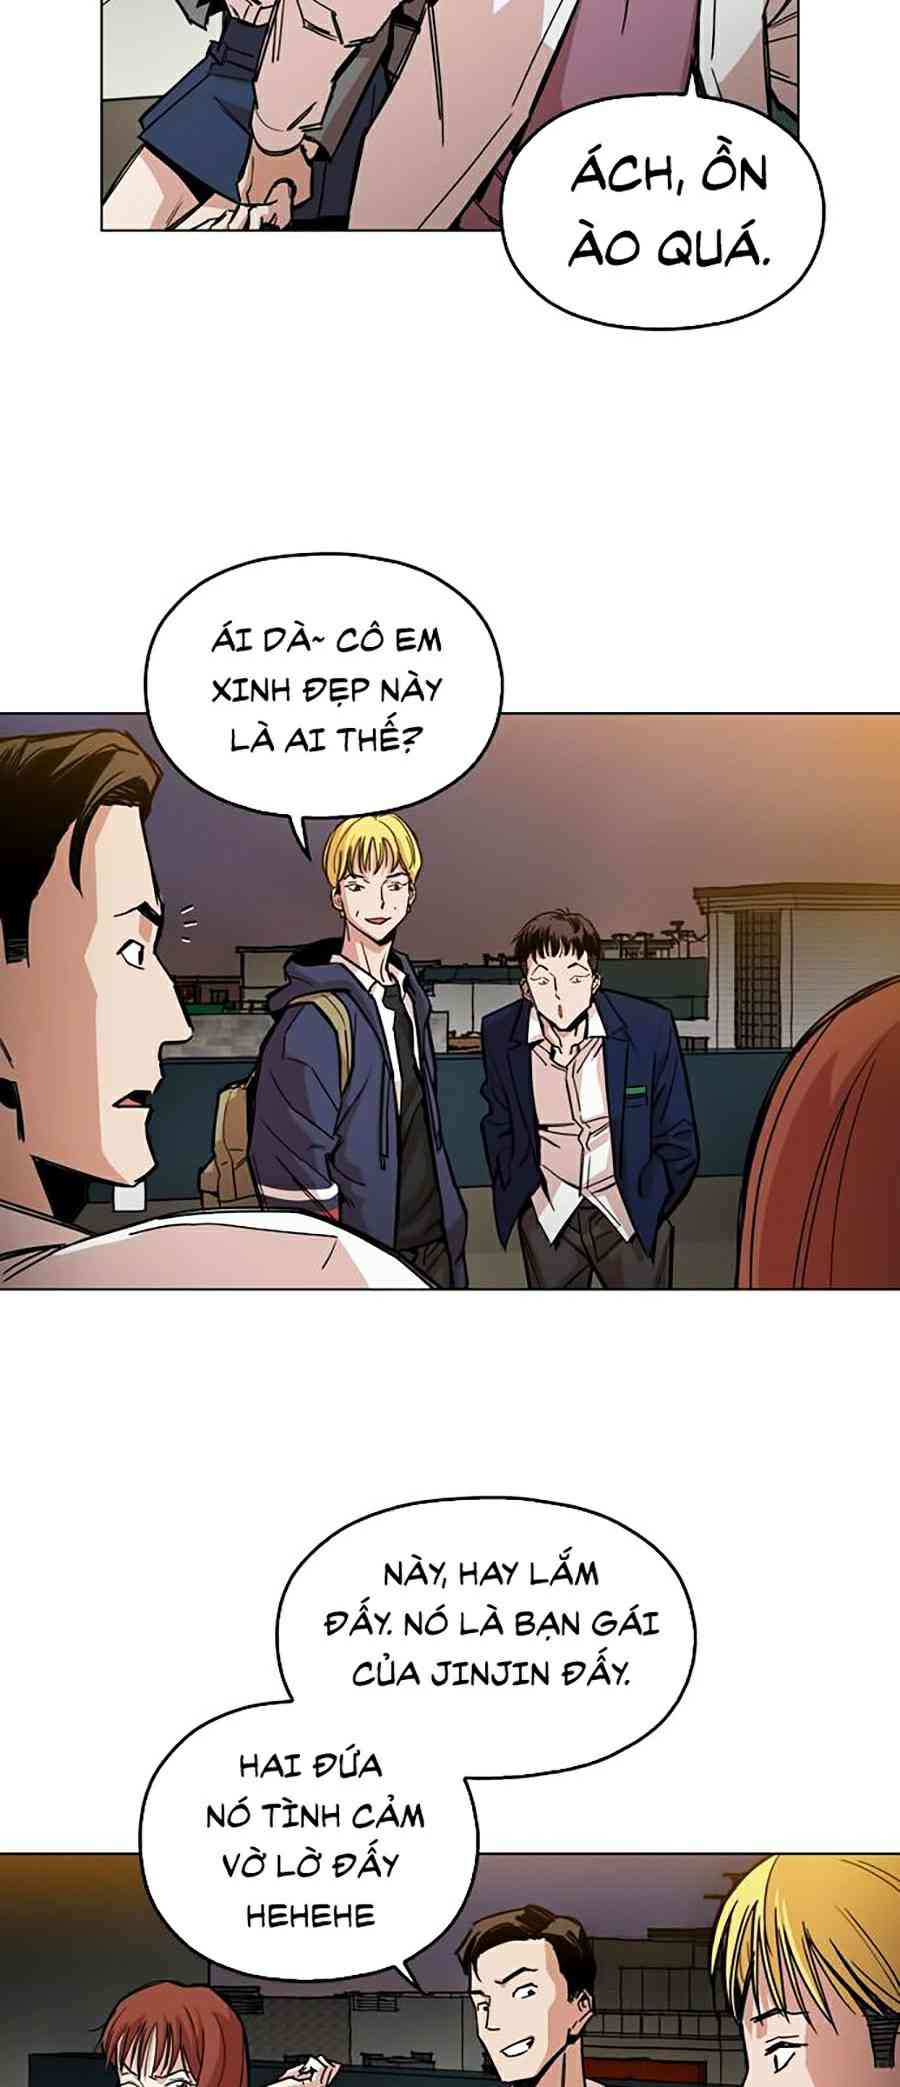 ÁCH, ỒN
ÀO QUÁ.
ÁI DÀ~ CÔ EM
XINH ĐẸP NÀY
LÀ AI THẾ?
NÀY, HAY LẮM
ĐẤY. NÓ LÀ BẠN GÁI
CỦA JINJIN ĐẤY.
HAI ĐỨA
NÓ TÌNH CẢM
VỜ LỜ ĐẤY
HEHEHE